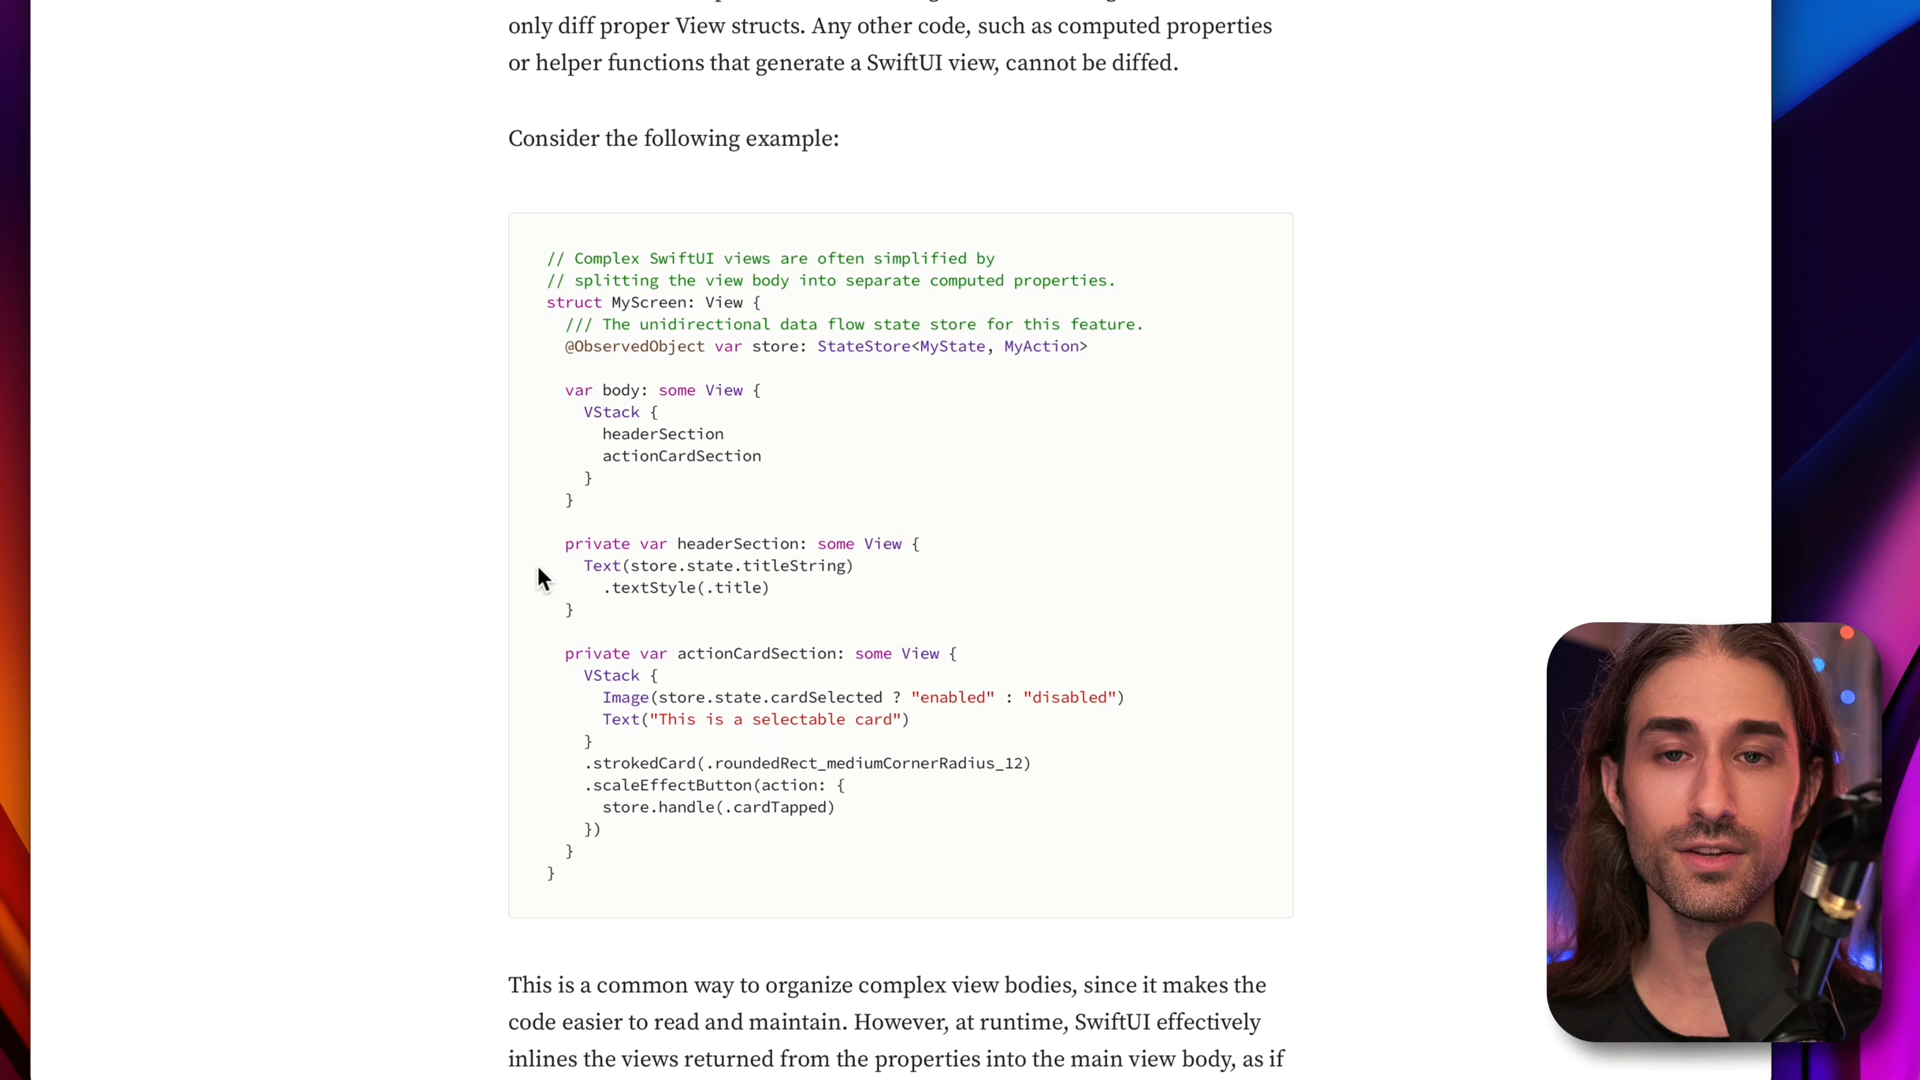 only diff proper View structs. Any other code, such as computed properties
or helper functions that generate a SwiftUI view, cannot be diffed.
Consider the following example:
// Complex SwiftUI views are often simplified by
// splitting the view body into separate computed properties.
struct MyScreen: View {
  /// The unidirectional data flow state store for this feature.
  @ObservedObject var store: StateStore<MyState, MyAction>
  var body: some View {
    VStack {
      headerSection
      actionCardSection
    }
  }
  private var headerSection: some View {
    Text(store.state.titleString)
      .textStyle(.title)
  }
  private var actionCardSection: some View {
    VStack {
      Image(store.state.cardSelected ? "enabled" : "disabled")
      Text("This is a selectable card")
    }
    .strokedCard(.roundedRect_mediumCornerRadius_12)
    .scaleEffectButton(action: {
      store.handle(.cardTapped)
    })
  }
}
This is a common way to organize complex view bodies, since it makes the
code easier to read and maintain. However, at runtime, SwiftUI effectively
inlines the views returned from the properties into the main view body, as if